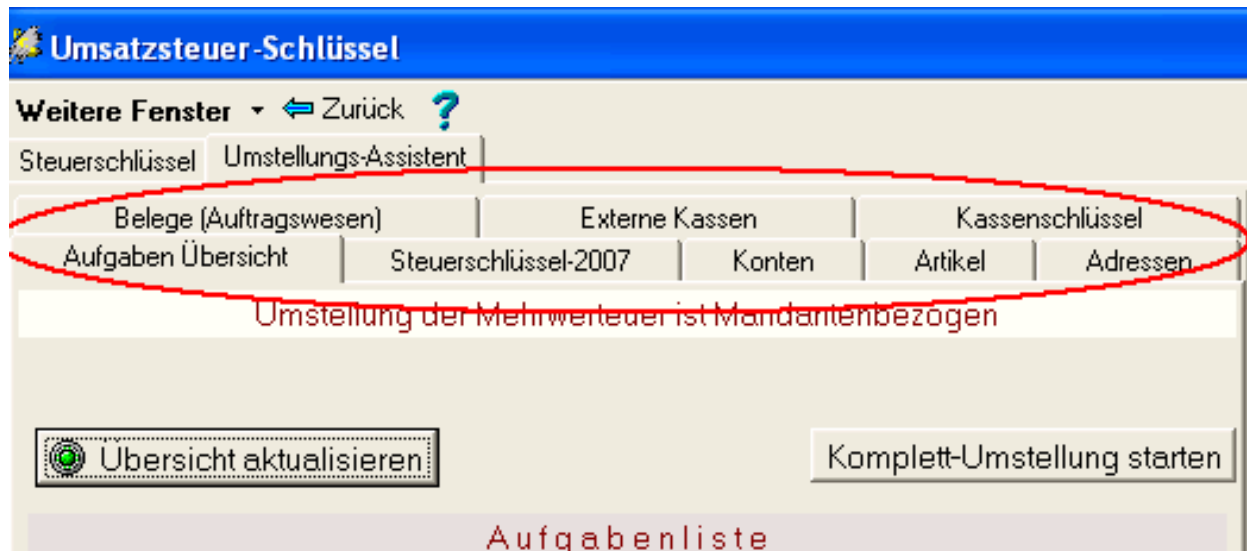 Umsatzsteuer-Schlüssel
Weitere Fenster Zurück ?
Steuerschlüssel Umstellungs-Assistent
Belege (Auftragswesen) Externe Kassen Kassenschlüssel
Aufgaben Übersicht Steuerschlüssel-2007 Konten Artikel Adressen
Umstellung der Mehrwerteuer ist Mandantenbezogen
Übersicht aktualisieren Komplett-Umstellung starten
Aufgabenliste